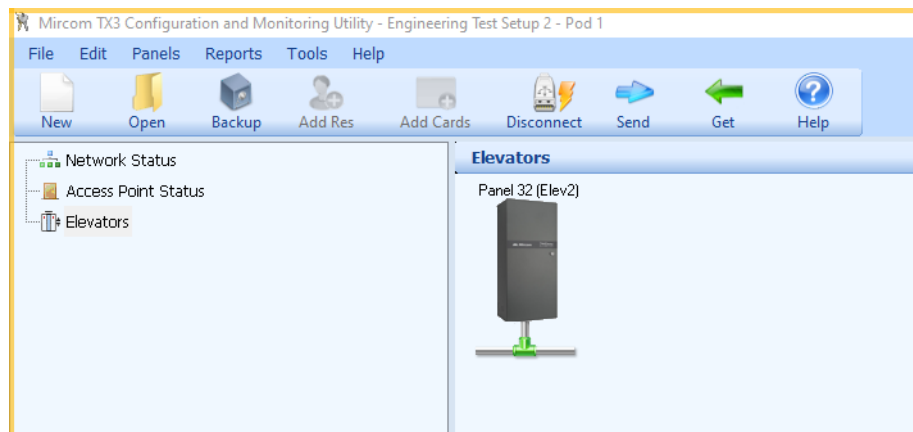 Mircom TX3 Configuration and Monitoring Utility - Engineering Test Setup 2 - Pod 1
File Edit Panels Reports Tools Help
New Open Backup Add Res Add Cards Disconnect Send Get Help
Network Status
Access Point Status
Elevators
Elevators
Panel 32 (Elev2)